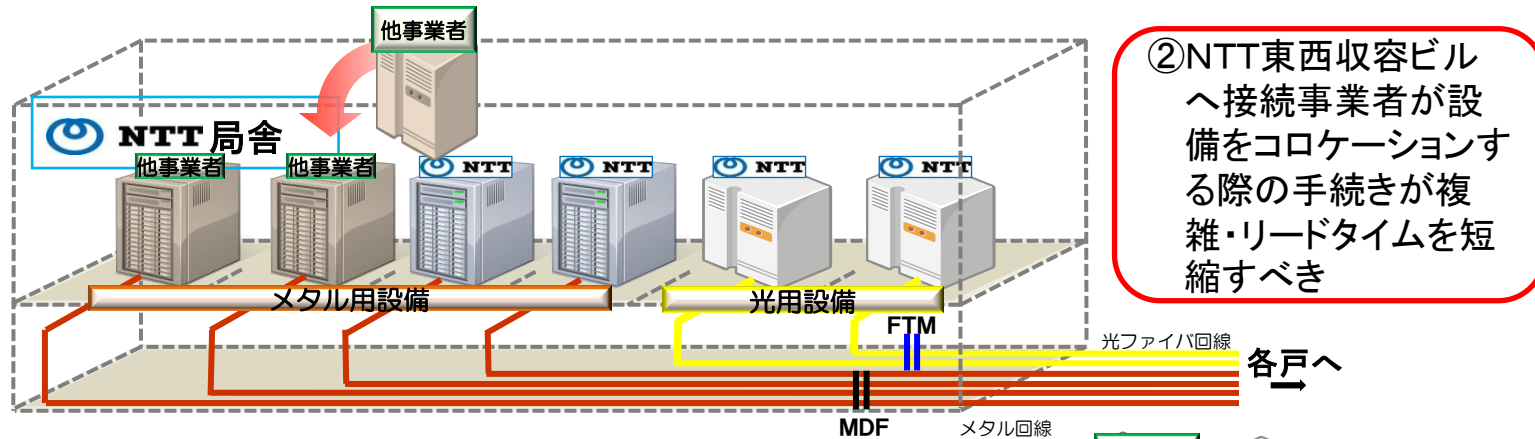 他事業者
NTT 局舎
他事業者
他事業者
NTT
NTT
NTT
NTT
メタル用設備
光用設備
FTM
光ファイバ回線
各戸へ
→
MDF
メタル回線
②NTT東西収容ビル
へ接続事業者が設
備をコロケーションす
る際の手続きが複
雑・リードタイムを短
縮すべき